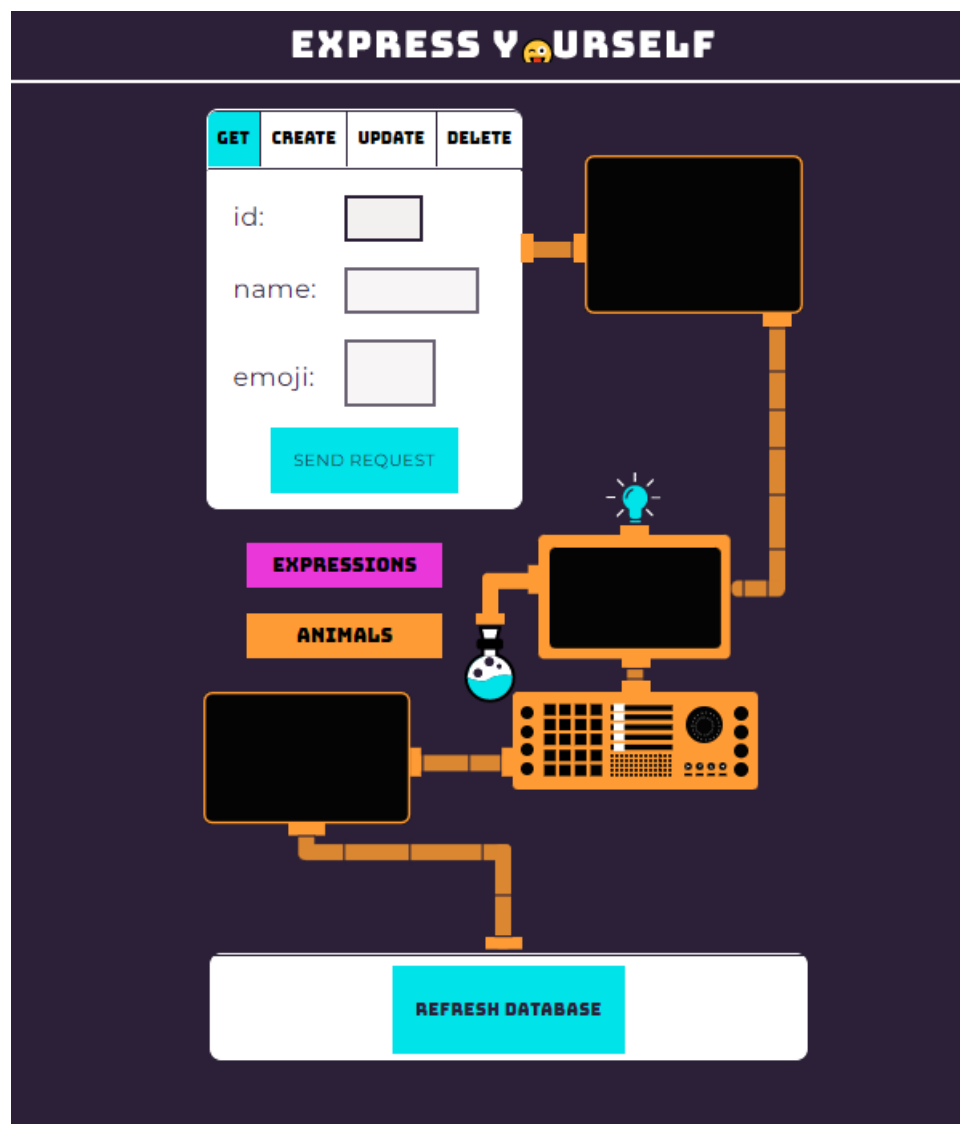 EXPRESS Y😜URSELF
GET CREATE UPDATE DELETE
id:
name:
emoji:
SEND REQUEST
EXPRESSIONS
ANIMALS
REFRESH DATABASE